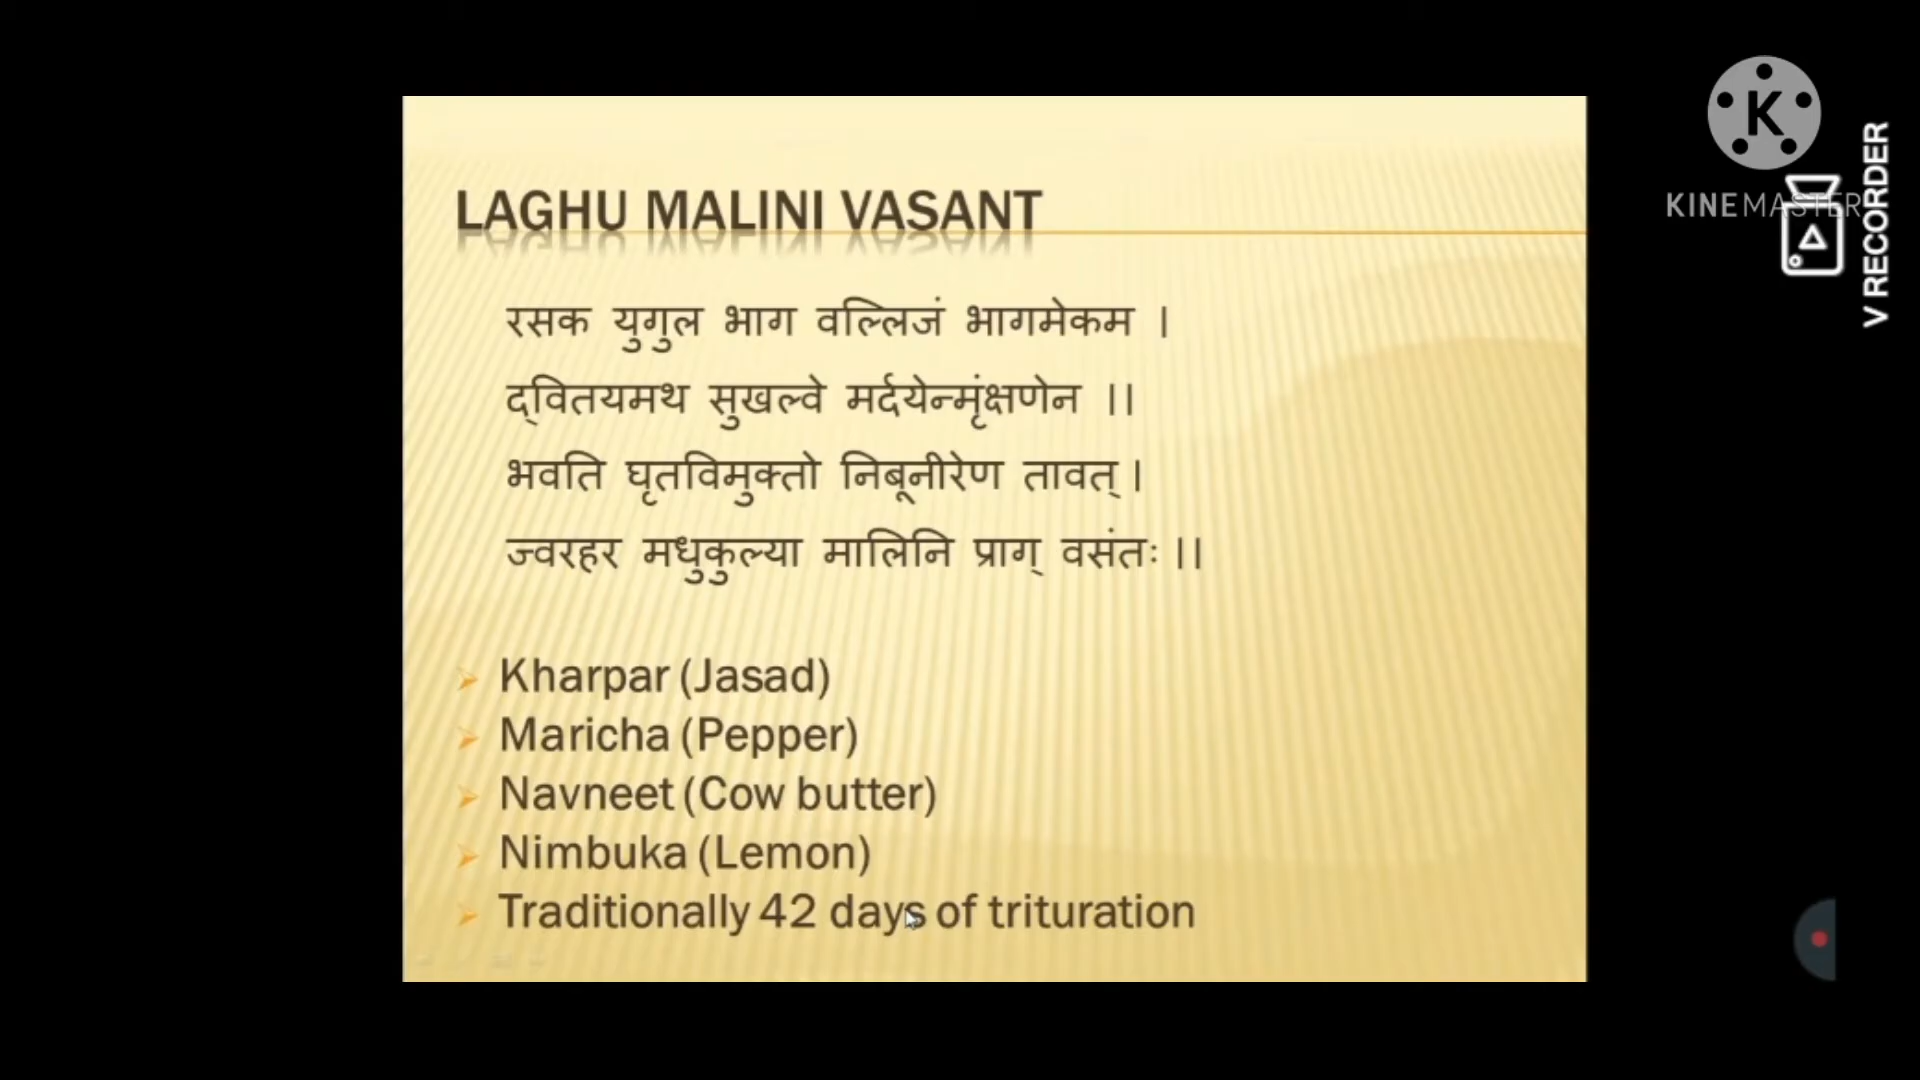 LAGHU MALINI VASANT
रसक युगुल भाग वल्लिजं भागमेकम ।
द्वितयमथ सुखल्वे मर्दयेन्मृंक्षणेन ।।
भवति घृतविमुक्तो निबूनीरेण तावत् ।
ज्वरहर मधुकुल्या मालिनि प्राग् वसंतः ।।
Kharpar (Jasad)
Maricha (Pepper)
Navneet (Cow butter)
Nimbuka (Lemon)
Traditionally 42 days of trituration
K
KINEMASTER
V RECORDER